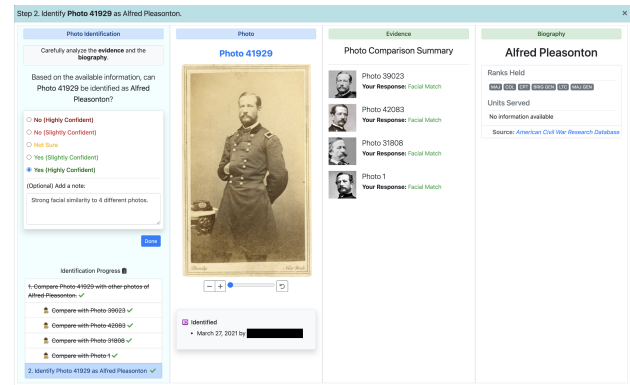 Step 2. Identify Photo 41929 as Alfred Pleasonton.
×
Photo Identification
Carefully analyze the evidence and the
biography.
Based on the available information, can
Photo 41929 be identified as Alfred
Pleasonton?
No (Highly Confident)
No (Slightly Confident)
Not Sure
Yes (Slightly Confident)
Yes (Highly Confident)
(Optional) Add a note:
Strong facial similarity to 4 different photos.
Done
Identification Progress
1. Compare Photo 41929 with other photos of
Alfred Pleasonton.
Compare with Photo 39023
Compare with Photo 42083
Compare with Photo 31808
Compare with Photo 1
2. Identify Photo 41929 as Alfred Pleasonton
Photo
Photo 41929
Brady New York
Identified
• March 27, 2021 by
Evidence
Photo Comparison Summary
Photo 39023
Your Response: Facial Match
Photo 42083
Your Response: Facial Match
Photo 31808
Your Response: Facial Match
Photo 1
Your Response: Facial Match
Biography
Alfred Pleasonton
Ranks Held
MAJ COL CPT BRIG GEN LTC MAJ GEN
Units Served
No information available
Source: American Civil War Research Database